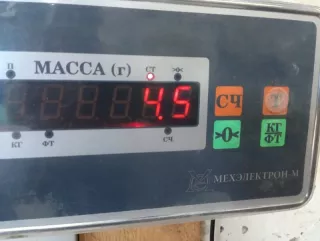 П СТ
МАССА (г)
4.5
СЧ Т
КГ ФТ СЧ
>0< КГ
ФТ
МЕХЭЛЕКТРОН-М